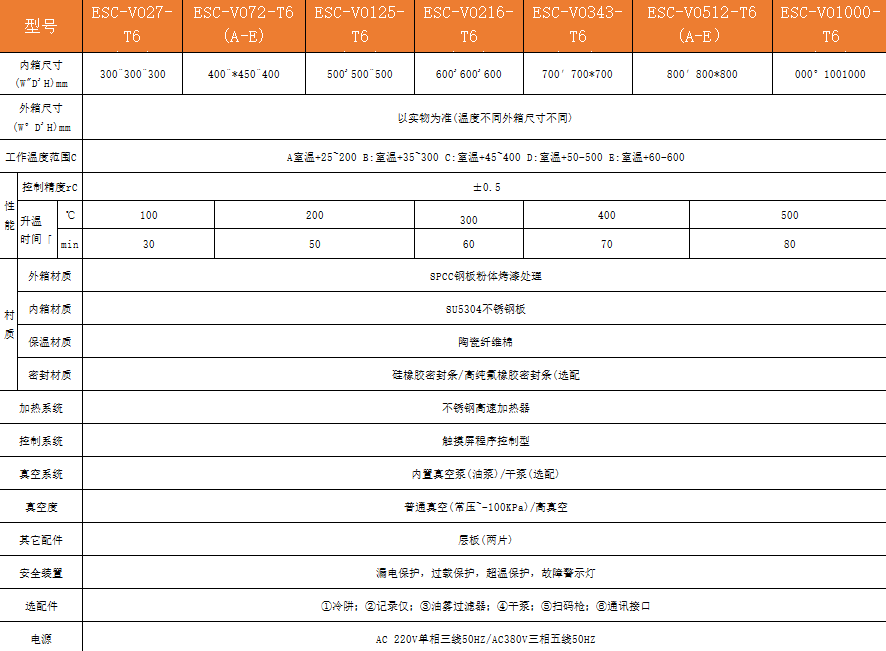 型号 ESC-V027-T6 ESC-V072-T6 (A-E) ESC-V0125-T6 ESC-V0216-T6 ESC-V0343-T6 ESC-V0512-T6 (A-E) ESC-V01000-T6
内箱尺寸 (W"D'H)mm 300¨300¨300 400¨*450¨400 500'500¨500 600'600'600 700' 700*700 800' 800*800 000° 1001000
外箱尺寸 (W° D'H)mm 以实物为准(温度不同外箱尺寸不同)
工作温度范围C A室温+25~200 B:室温+35~300 C:室温+45~400 D:室温+50-500 E:室温+60-600
性能 控制精度rC ±0.5
升温时间「 ℃ 100 200 300 400 500
min 30 50 60 70 80
材质 外箱材质 SPCC钢板粉体烤漆处理
内箱材质 SU5304不锈钢板
保温材质 陶瓷纤维棉
密封材质 硅橡胶密封条/高纯氟橡胶密封条(选配
加热系统 不锈钢高速加热器
控制系统 触摸屏程序控制型
真空系统 内置真空泵(油泵)/干泵(选配)
真空度 普通真空(常压~-100KPa)/高真空
其它配件 层板(两片)
安全装置 漏电保护，过载保护，超温保护，故障警示灯
选配件 ①冷阱；②记录仪；③油雾过滤器；④干泵；⑤扫码枪；⑥通讯接口
电源 AC 220V单相三线50HZ/AC380V三相五线50HZ